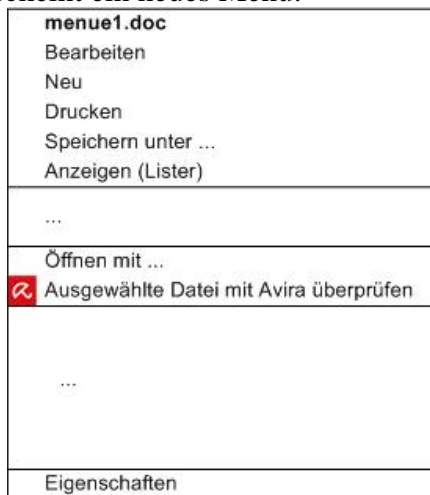 menue1.doc
Bearbeiten
Neu
Drucken
Speichern unter ...
Anzeigen (Lister)
...
Öffnen mit ...
Ausgewählte Datei mit Avira überprüfen
...
Eigenschaften